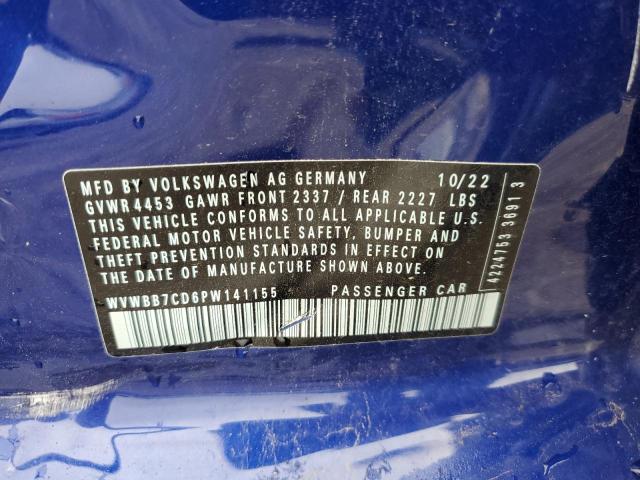 MFD BY VOLKSWAGEN AG GERMANY 10/22
GVWR 4453 GAWR FRONT 2337 / REAR 2227 LBS
THIS VEHICLE CONFORMS TO ALL APPLICABLE U.S.
FEDERAL MOTOR VEHICLE SAFETY, BUMPER AND
THEFT PREVENTION STANDARDS IN EFFECT ON
THE DATE OF MANUFACTURE SHOWN ABOVE.
WVWBB7CD6PW141155 PASSENGER CAR
4224753 3691 3